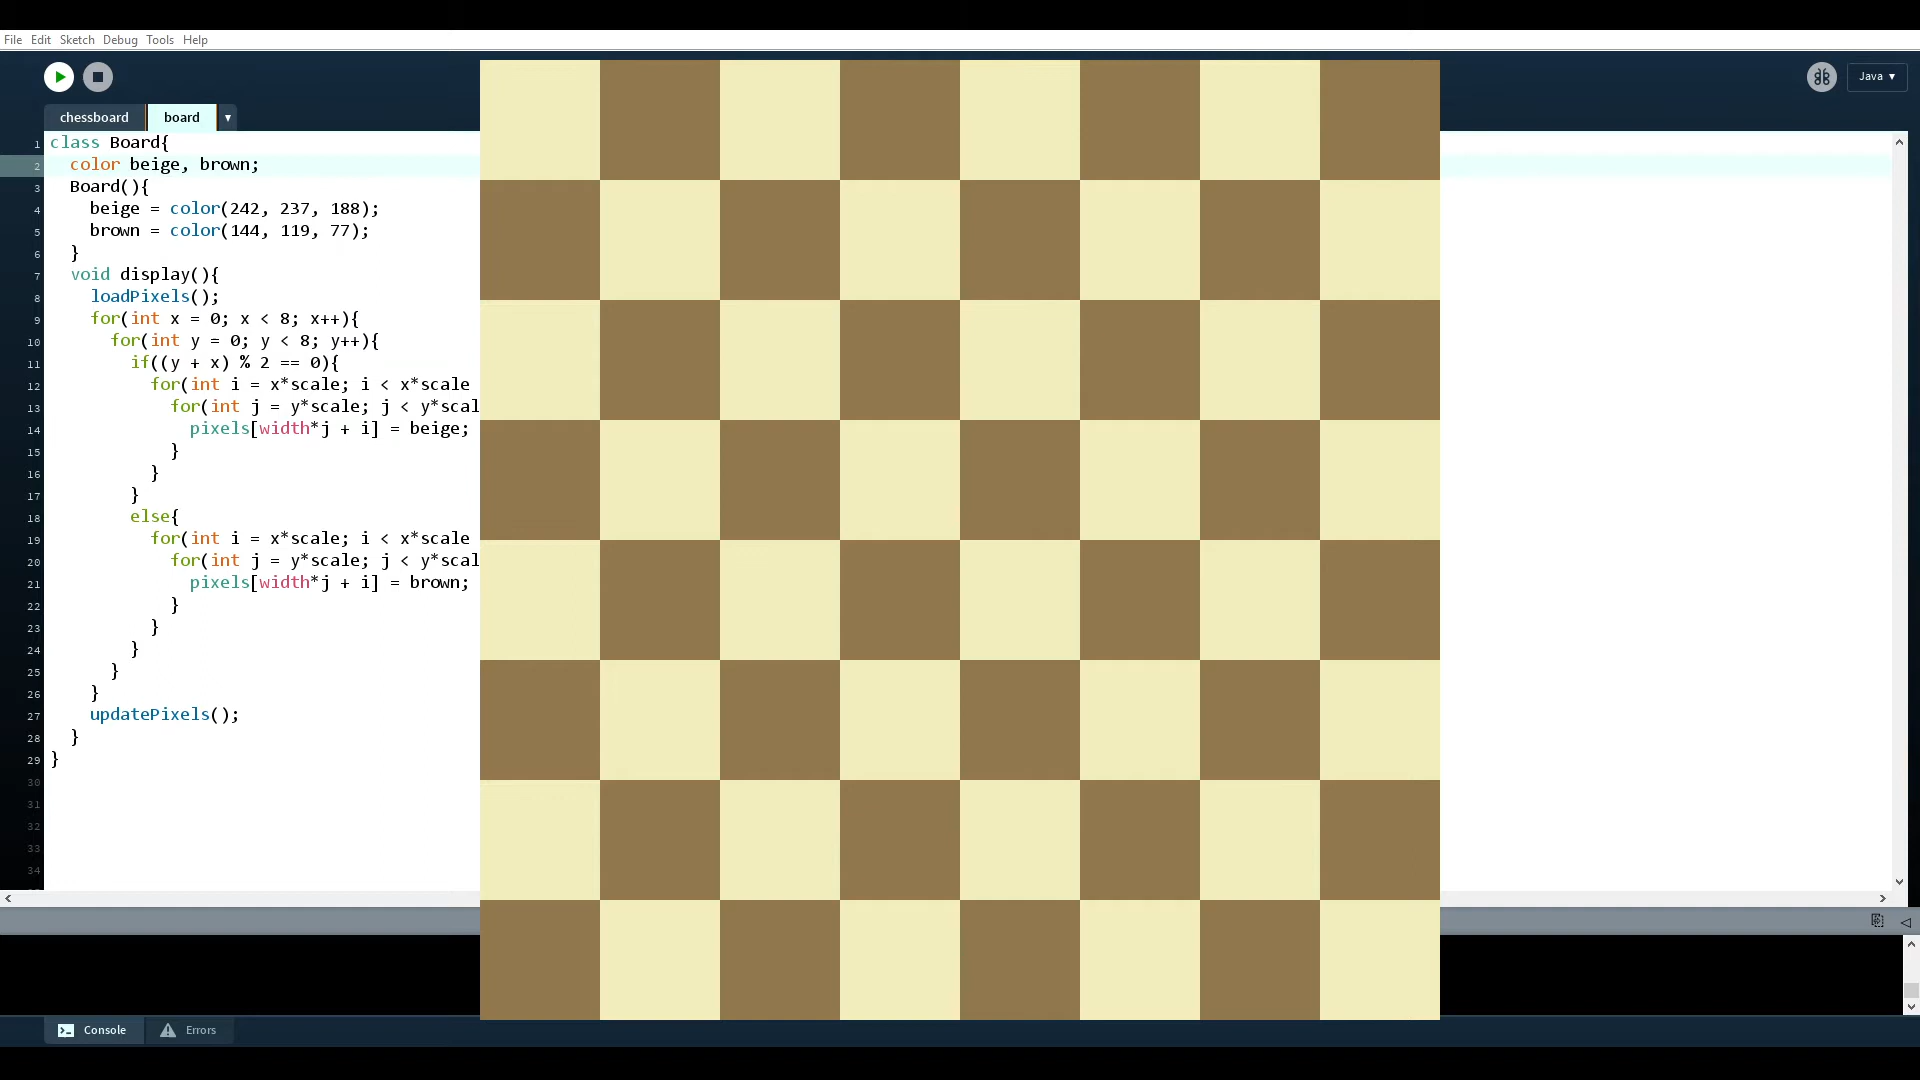 File Edit Sketch Debug Tools Help
Java ▾
chessboard board ▾
1 class Board{
2 color beige, brown;
3 Board(){
4 beige = color(242, 237, 188);
5 brown = color(144, 119, 77);
6 }
7 void display(){
8 loadPixels();
9 for(int x = 0; x < 8; x++){
10 for(int y = 0; y < 8; y++){
11 if((y + x) % 2 == 0){
12 for(int i = x*scale; i < x*scale
13 for(int j = y*scale; j < y*scal
14 pixels[width*j + i] = beige;
15 }
16 }
17 }
18 else{
19 for(int i = x*scale; i < x*scale
20 for(int j = y*scale; j < y*scal
21 pixels[width*j + i] = brown;
22 }
23 }
24 }
25 }
26 }
27 updatePixels();
28 }
29 }
30
31
32
33
34
Console Errors